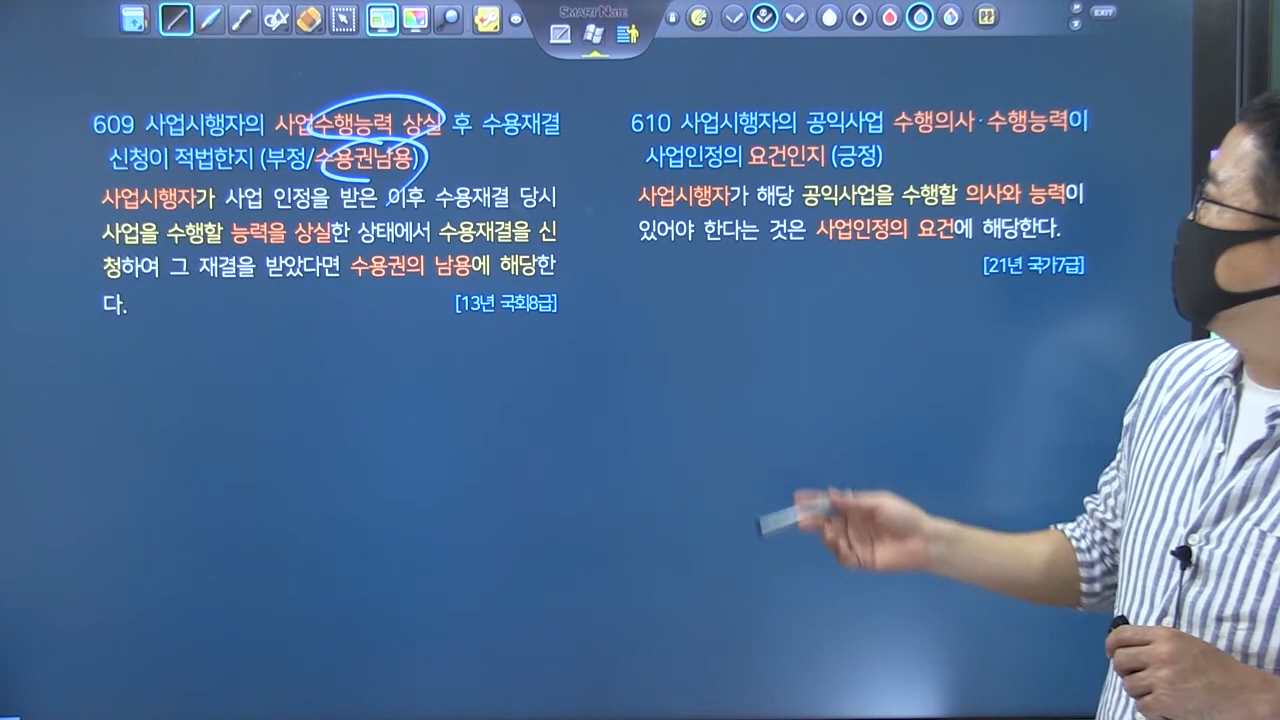 SMART NOTE
EXIT
609 사업시행자의 사업수행능력 상실 후 수용재결
신청이 적법한지 (부정/수용권남용)
사업시행자가 사업 인정을 받은 이후 수용재결 당시
사업을 수행할 능력을 상실한 상태에서 수용재결을 신
청하여 그 재결을 받았다면 수용권의 남용에 해당한
다. [13년 국회8급]
610 사업시행자의 공익사업 수행의사·수행능력이
사업인정의 요건인지 (긍정)
사업시행자가 해당 공익사업을 수행할 의사와 능력이
있어야 한다는 것은 사업인정의 요건에 해당한다.
[21년 국가7급]